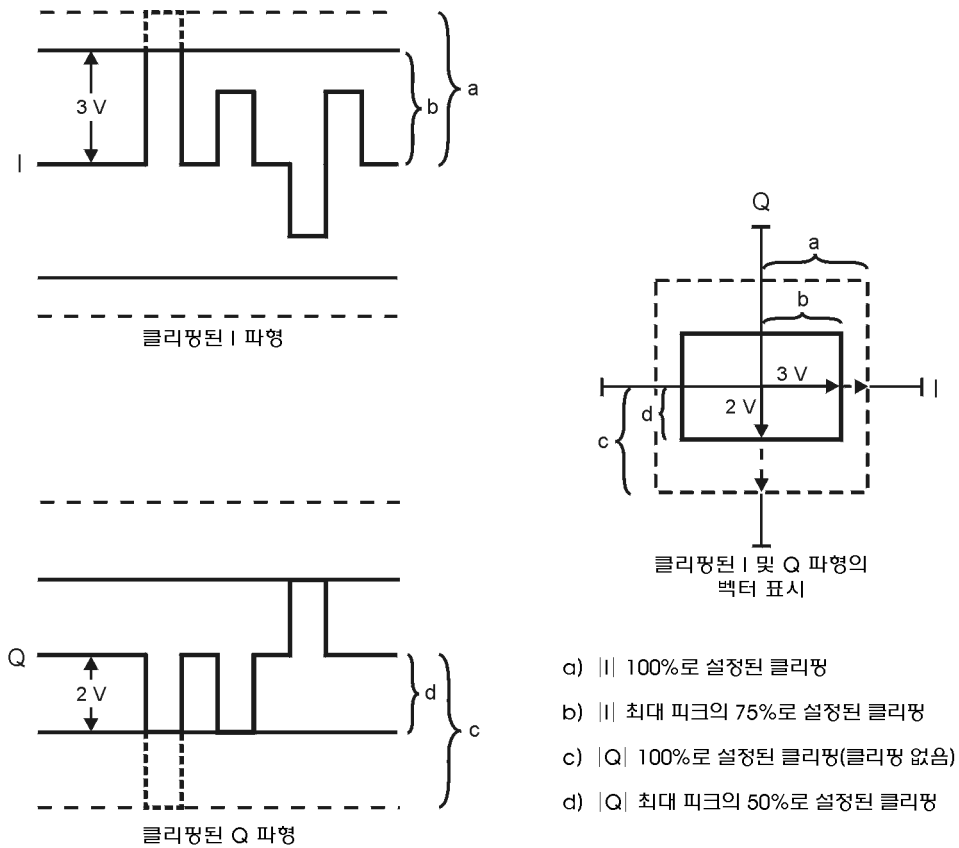 a
b
3 V
I
클리핑된 I 파형
Q
a
b
3 V
I
2 V
d
c
클리핑된 I 및 Q 파형의
벡터 표시
Q
2 V
d
c
클리핑된 Q 파형
a) |I| 100%로 설정된 클리핑
b) |I| 최대 피크의 75%로 설정된 클리핑
c) |Q| 100%로 설정된 클리핑(클리핑 없음)
d) |Q| 최대 피크의 50%로 설정된 클리핑